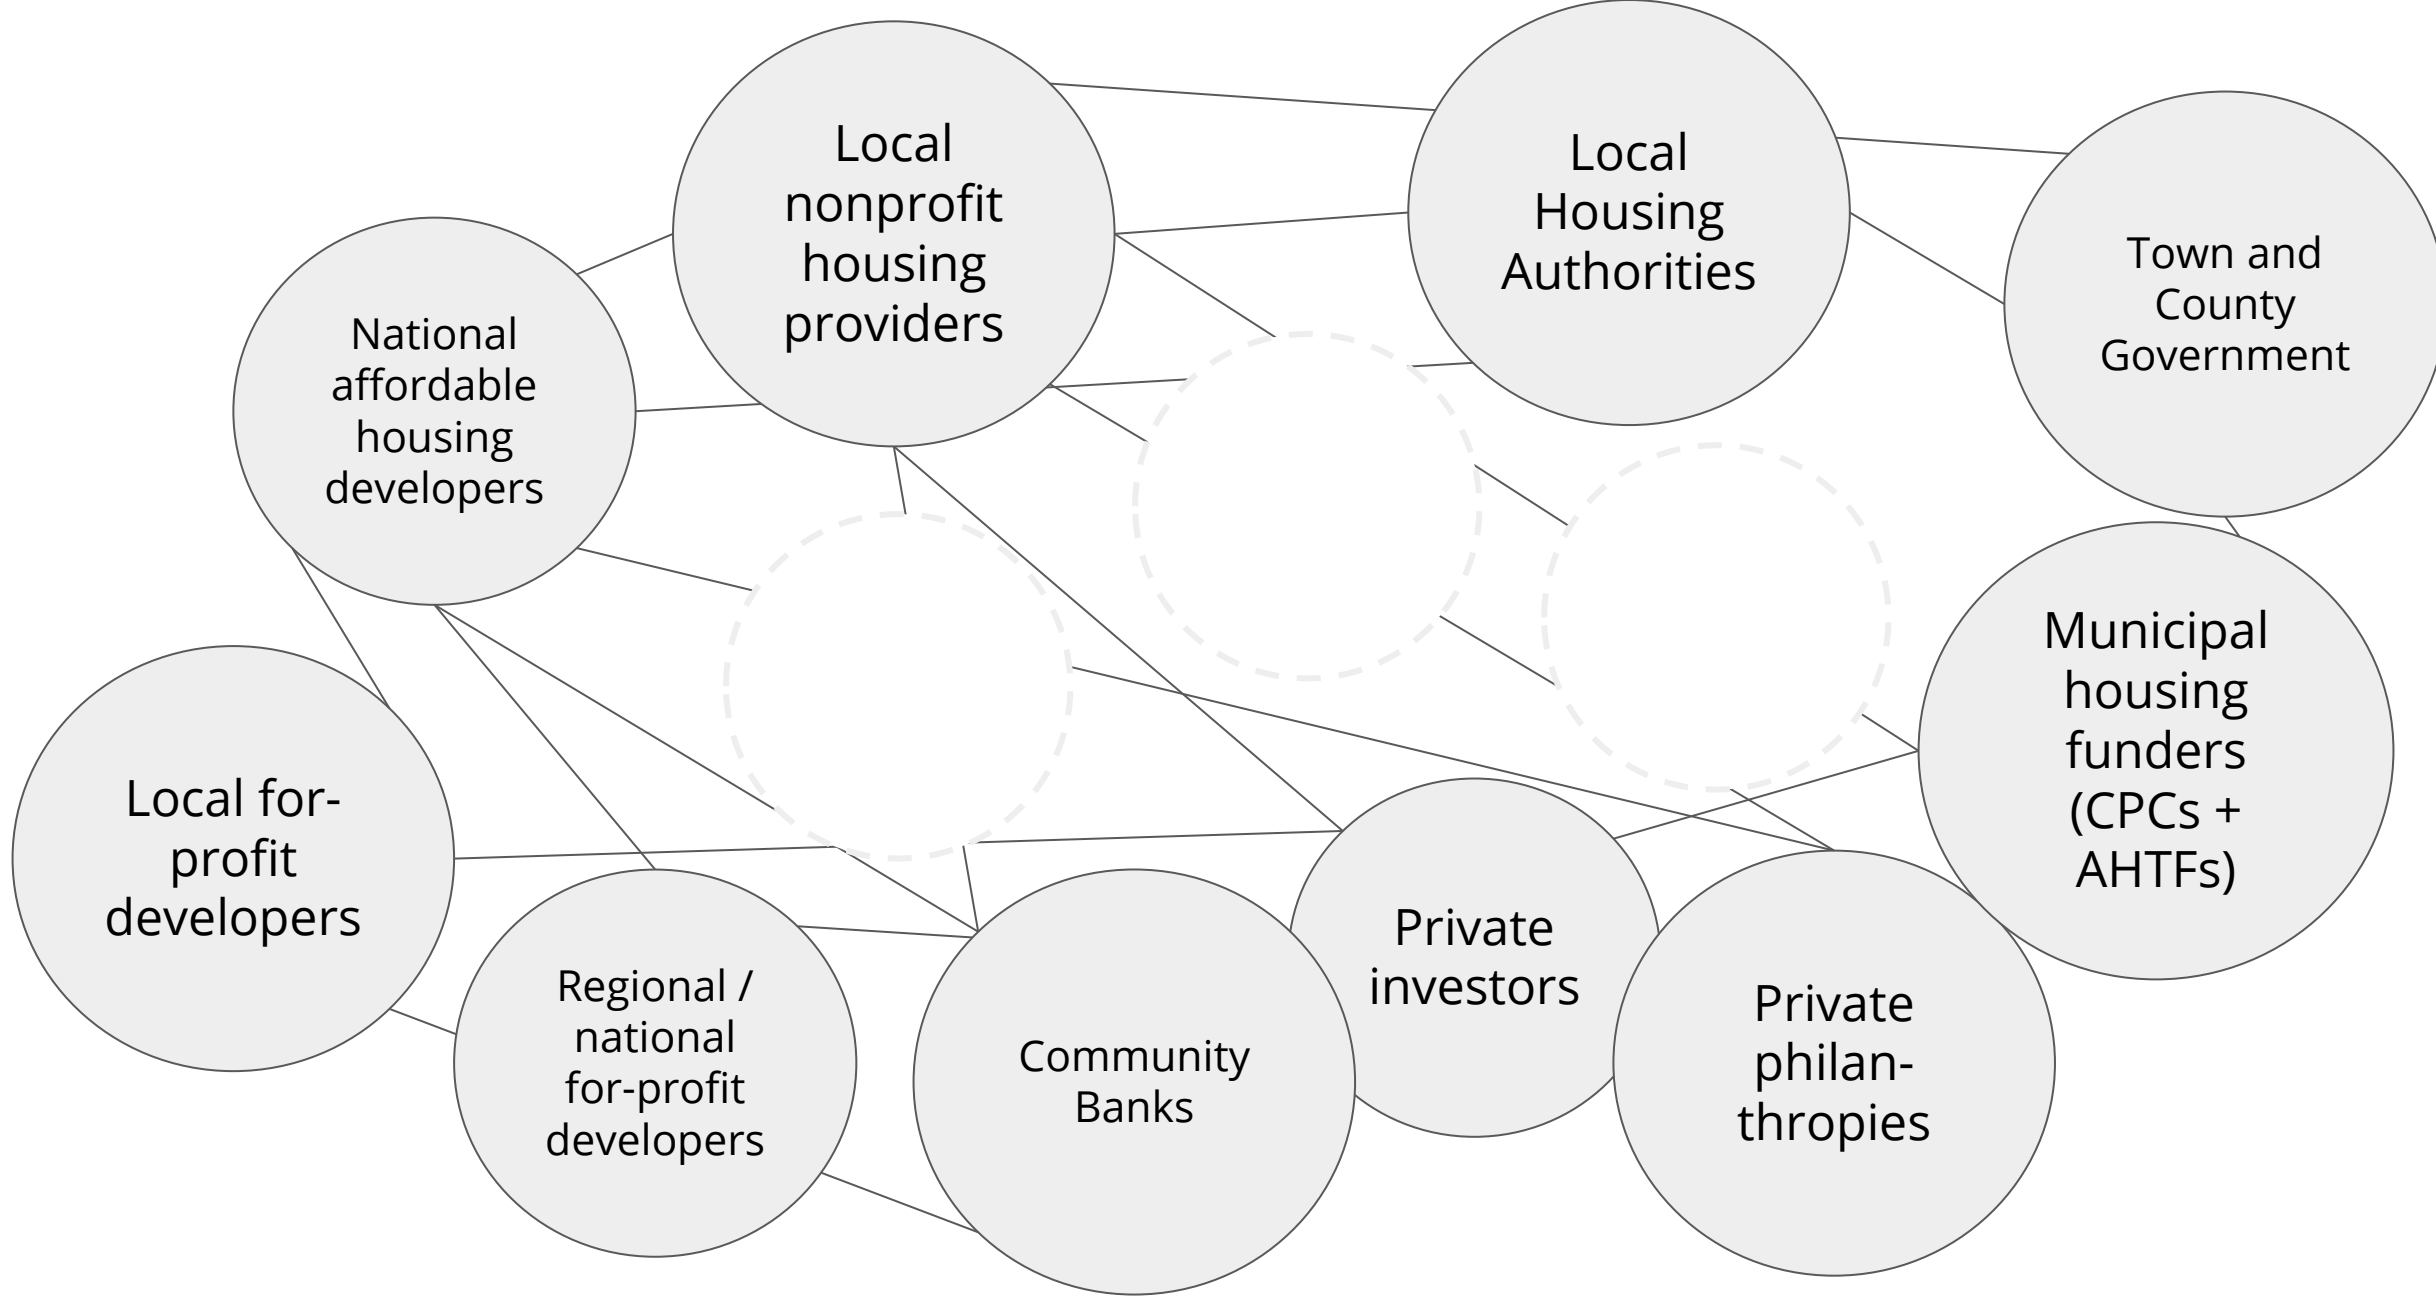 Local
nonprofit
housing
providers
Local
Housing
Authorities
Town and
County
Government
National
affordable
housing
developers
Municipal
housing
funders
(CPCs +
AHTFs)
Local for-
profit
developers
Regional /
national
for-profit
developers
Community
Banks
Private
investors
Private
philan-
thropies